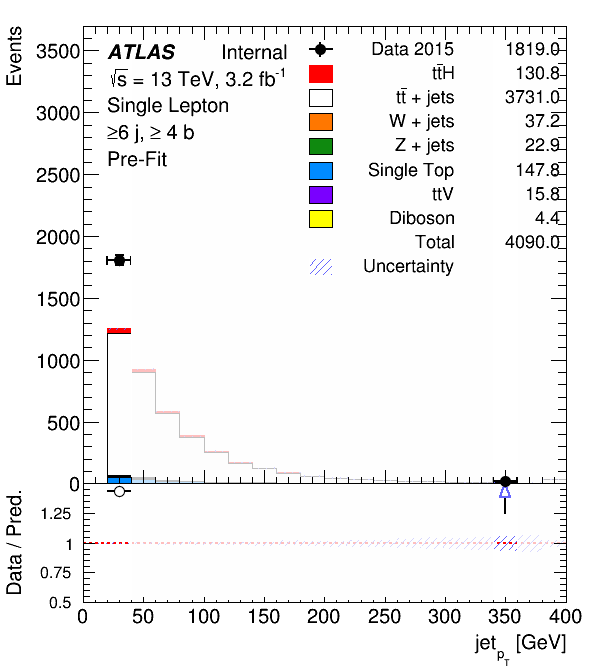 Events
3500
3000
2500
2000
1500
1000
500
0
ATLAS Internal
√s = 13 TeV, 3.2 fb⁻¹
Single Lepton
≥6 j, ≥ 4 b
Pre-Fit
Data 2015 1819.0
tt̄H 130.8
tt̄ + jets 3731.0
W + jets 37.2
Z + jets 22.9
Single Top 147.8
ttV 15.8
Diboson 4.4
Total 4090.0
Uncertainty
Data / Pred.
1.25
1
0.75
0.5
0 50 100 150 200 250 300 350 400
jet_p_T [GeV]